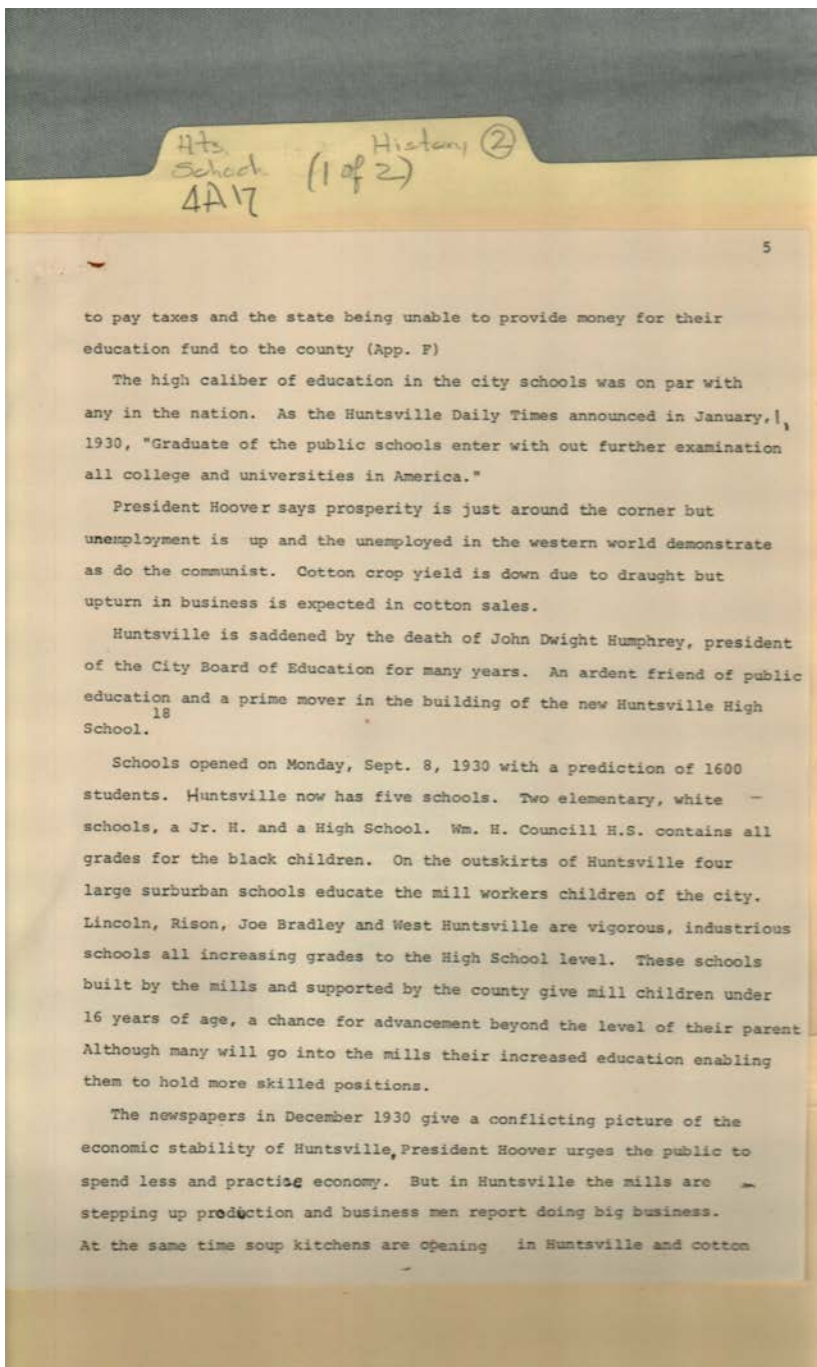 Hts. History 2
School (1 of 2)
4A17
5
to pay taxes and the state being unable to provide money for their
education fund to the county (App. F)
The high caliber of education in the city schools was on par with
any in the nation. As the Huntsville Daily Times announced in January, 1,
1930, "Graduate of the public schools enter with out further examination
all college and universities in America."
President Hoover says prosperity is just around the corner but
unemployment is up and the unemployed in the western world demonstrate
as do the communist. Cotton crop yield is down due to draught but
upturn in business is expected in cotton sales.
Huntsville is saddened by the death of John Dwight Humphrey, president
of the City Board of Education for many years. An ardent friend of public
education and a prime mover in the building of the new Huntsville High
School. 18
Schools opened on Monday, Sept. 8, 1930 with a prediction of 1600
students. Huntsville now has five schools. Two elementary, white
schools, a Jr. H. and a High School. Wm. H. Councill H.S. contains all
grades for the black children. On the outskirts of Huntsville four
large surburban schools educate the mill workers children of the city.
Lincoln, Rison, Joe Bradley and West Huntsville are vigorous, industrious
schools all increasing grades to the High School level. These schools
built by the mills and supported by the county give mill children under
16 years of age, a chance for advancement beyond the level of their parent
Although many will go into the mills their increased education enabling
them to hold more skilled positions.
The newspapers in December 1930 give a conflicting picture of the
economic stability of Huntsville, President Hoover urges the public to
spend less and practise economy. But in Huntsville the mills are
stepping up production and business men report doing big business.
At the same time soup kitchens are opening in Huntsville and cotton